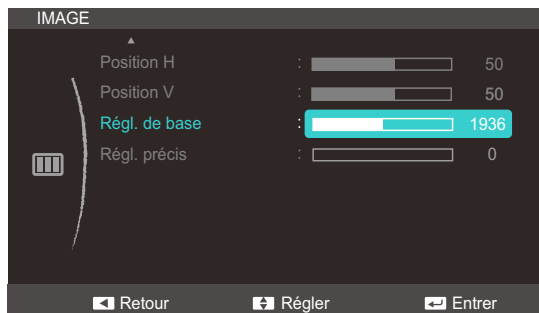 IMAGE
Position H : 50
Position V : 50
Régl. de base : 1936
Régl. précis : 0
Retour Régler Entrer